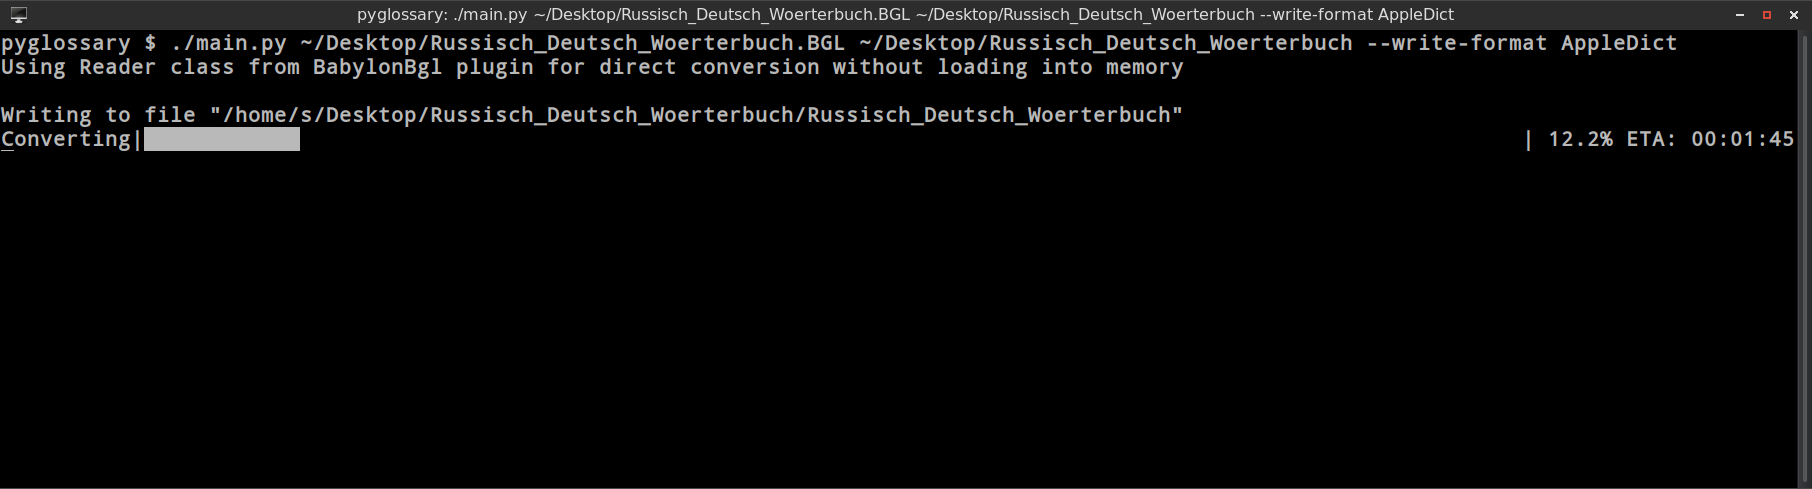 pyglossary: ./main.py ~/Desktop/Russisch_Deutsch_Woerterbuch.BGL ~/Desktop/Russisch_Deutsch_Woerterbuch --write-format AppleDict
pyglossary $ ./main.py ~/Desktop/Russisch_Deutsch_Woerterbuch.BGL ~/Desktop/Russisch_Deutsch_Woerterbuch --write-format AppleDict
Using Reader class from BabylonBgl plugin for direct conversion without loading into memory
Writing to file "/home/s/Desktop/Russisch_Deutsch_Woerterbuch/Russisch_Deutsch_Woerterbuch"
Converting| | 12.2% ETA: 00:01:45